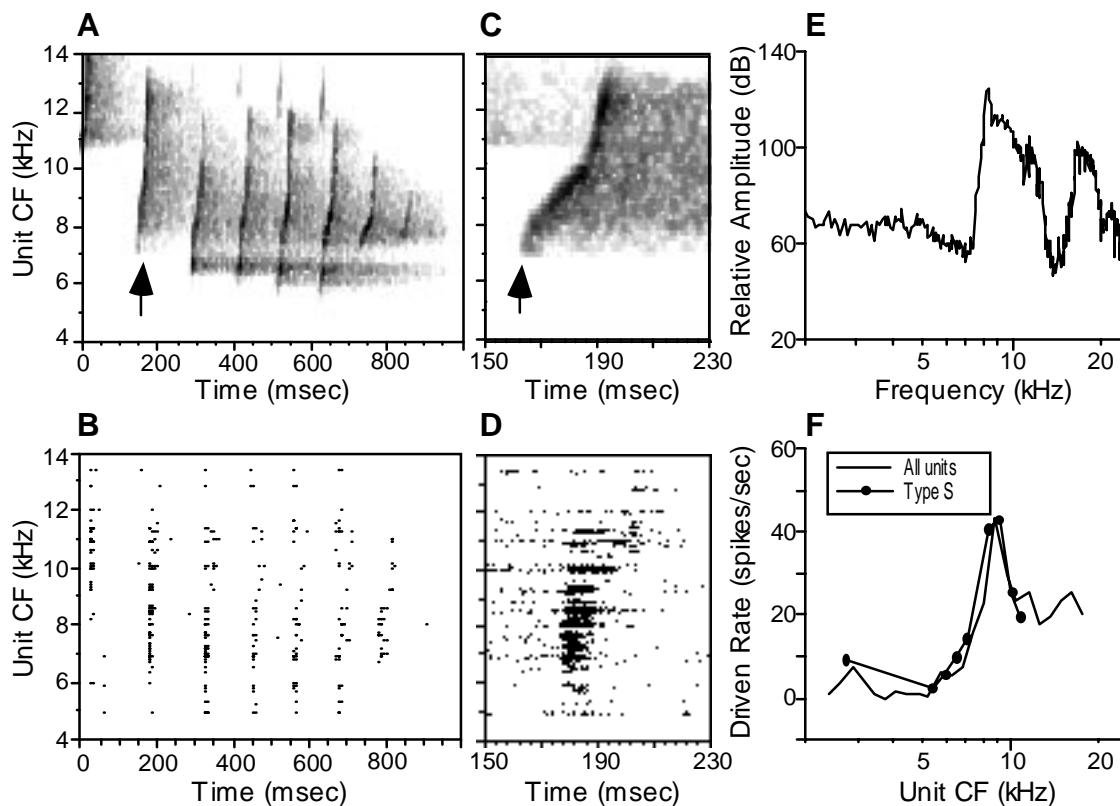 A
14
12
10
8
6
4
Unit CF (kHz)
0 200 400 600 800
Time (msec)
C
150 190 230
Time (msec)
E
140
100
60
20
Relative Amplitude (dB)
5 10 20
Frequency (kHz)
B
14
12
10
8
6
4
Unit CF (kHz)
0 200 400 600 800
Time (msec)
D
150 190 230
Time (msec)
F
60
40
20
0
Driven Rate (spikes/sec)
All units
Type S
5 10 20
Unit CF (kHz)